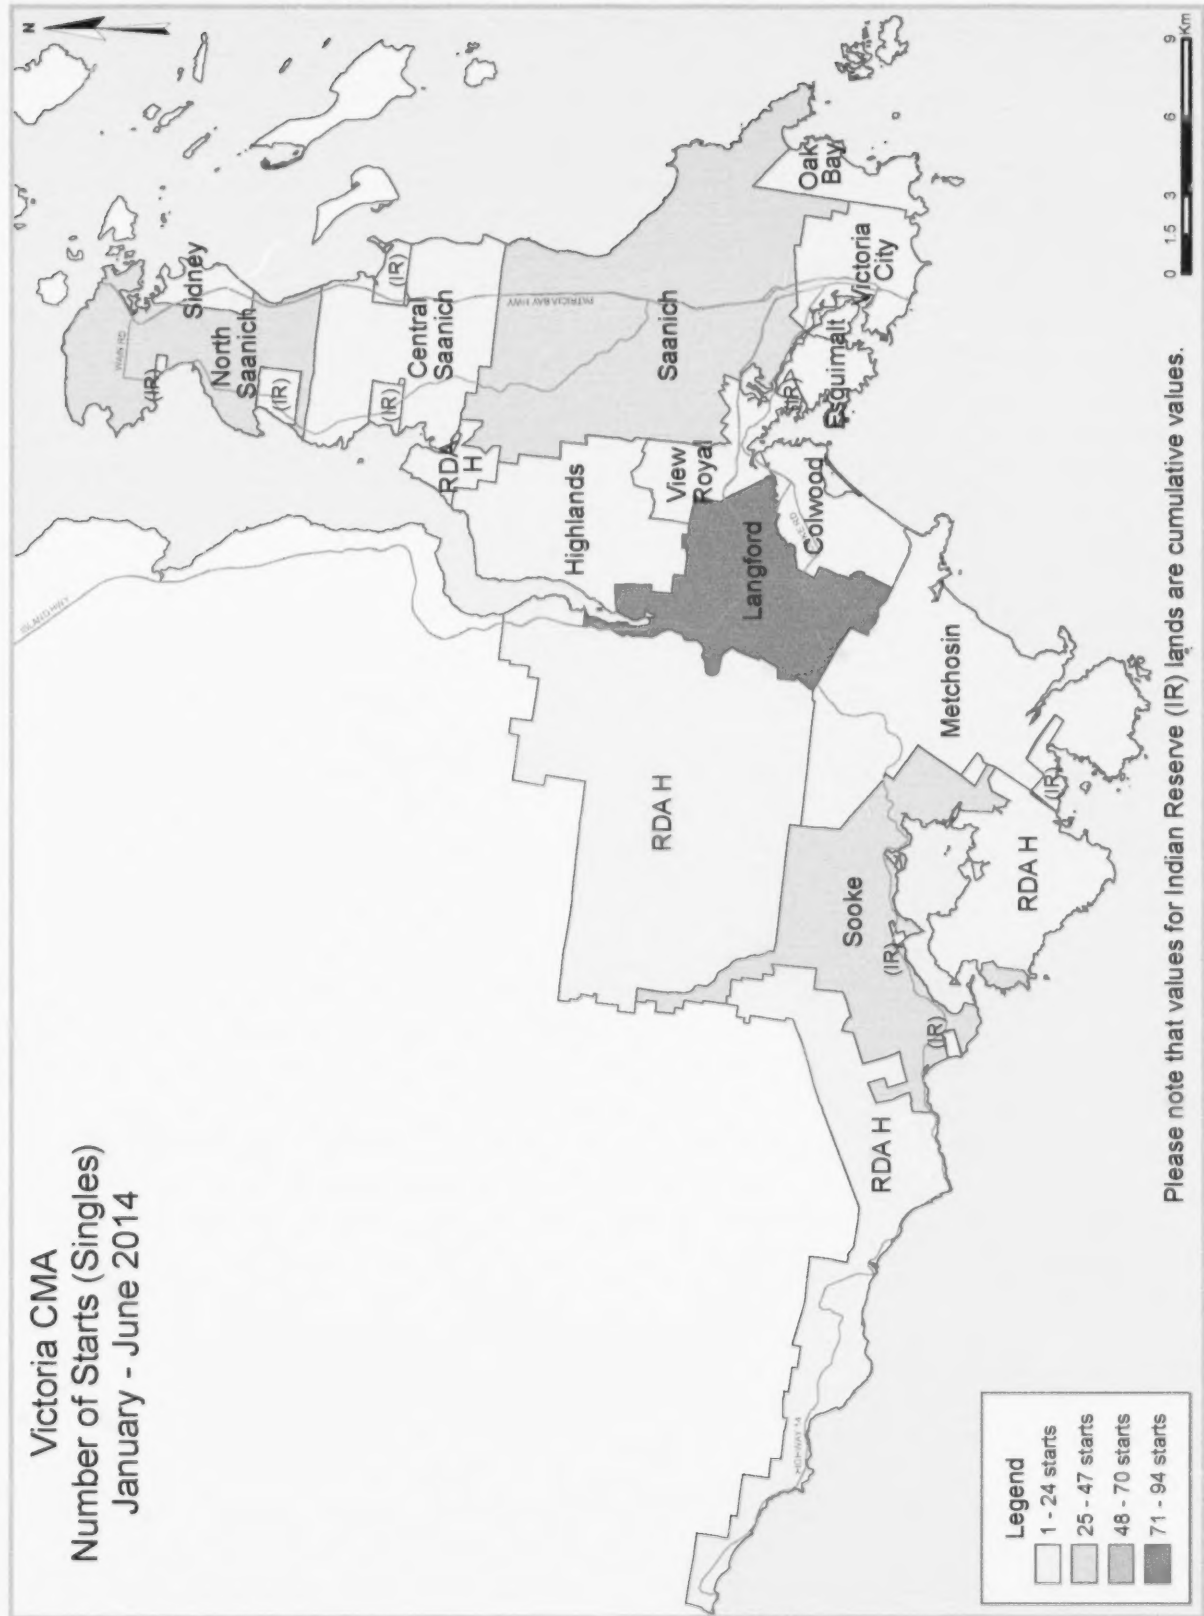 Victoria CMA
Number of Starts (Singles)
January - June 2014
N
ISLAND HWY
WAIN RD
(IR)
Sidney
North
Saanich
(IR)
(IR)
(IR)
Central
Saanich
RDA
H
PATRICIA BAY HWY
Highlands
Saanich
View
Royal
RDA H
Langford
Oak
Bay
Victoria
City
Esquimalt
(IR)
Colwood
Sooke
Metchosin
(IR)
(IR)
RDA H
(IR)
RDA H
HIGHWAY 14
Legend
1 - 24 starts
25 - 47 starts
48 - 70 starts
71 - 94 starts
0 1.5 3 6 9
Km
Please note that values for Indian Reserve (IR) lands are cumulative values.